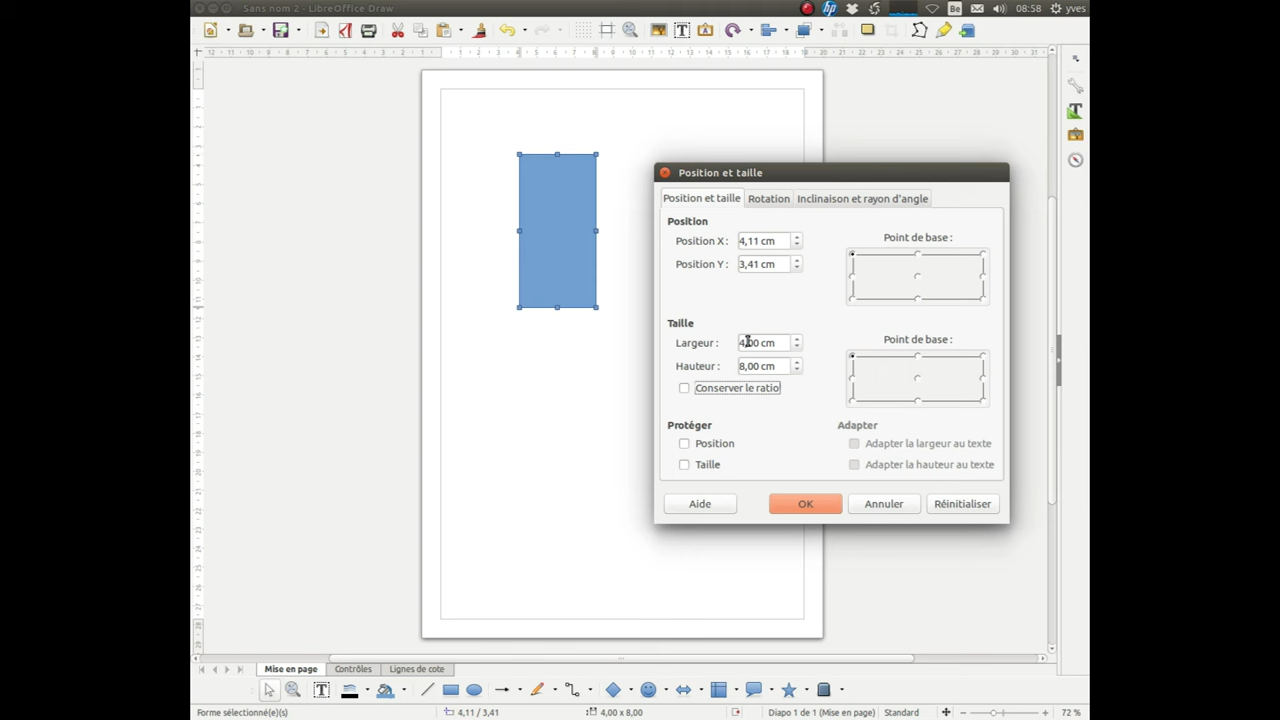 Sans nom 2 - LibreOffice Draw
hp
Be
08:58
yves
Position et taille
Position et taille
Rotation
Inclinaison et rayon d'angle
Position
Position X :
4,11 cm
Position Y :
3,41 cm
Point de base :
Taille
Largeur :
4,00 cm
Hauteur :
8,00 cm
Conserver le ratio
Point de base :
Protéger
Position
Taille
Adapter
Adapter la largeur au texte
Adapter la hauteur au texte
Aide
OK
Annuler
Réinitialiser
Mise en page
Contrôles
Lignes de cote
Forme sélectionné(e)(s)
4,11 / 3,41
4,00 x 8,00
Diapo 1 de 1 (Mise en page)
Standard
72 %